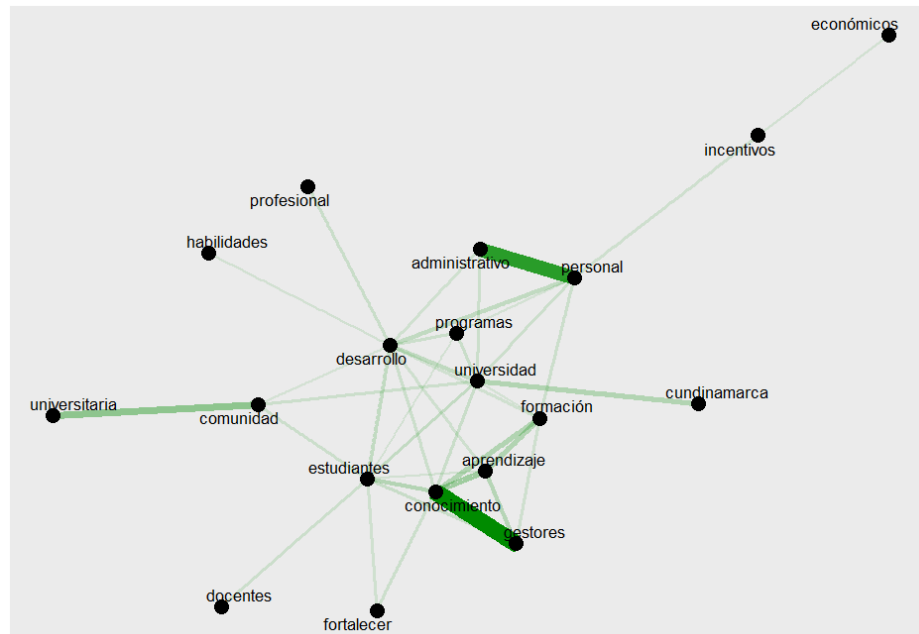 económicos
incentivos
profesional
habilidades
administrativo
personal
programas
desarrollo
universidad
cundinamarca
universitaria
comunidad
formación
estudiantes
aprendizaje
conocimiento
gestores
docentes
fortalecer